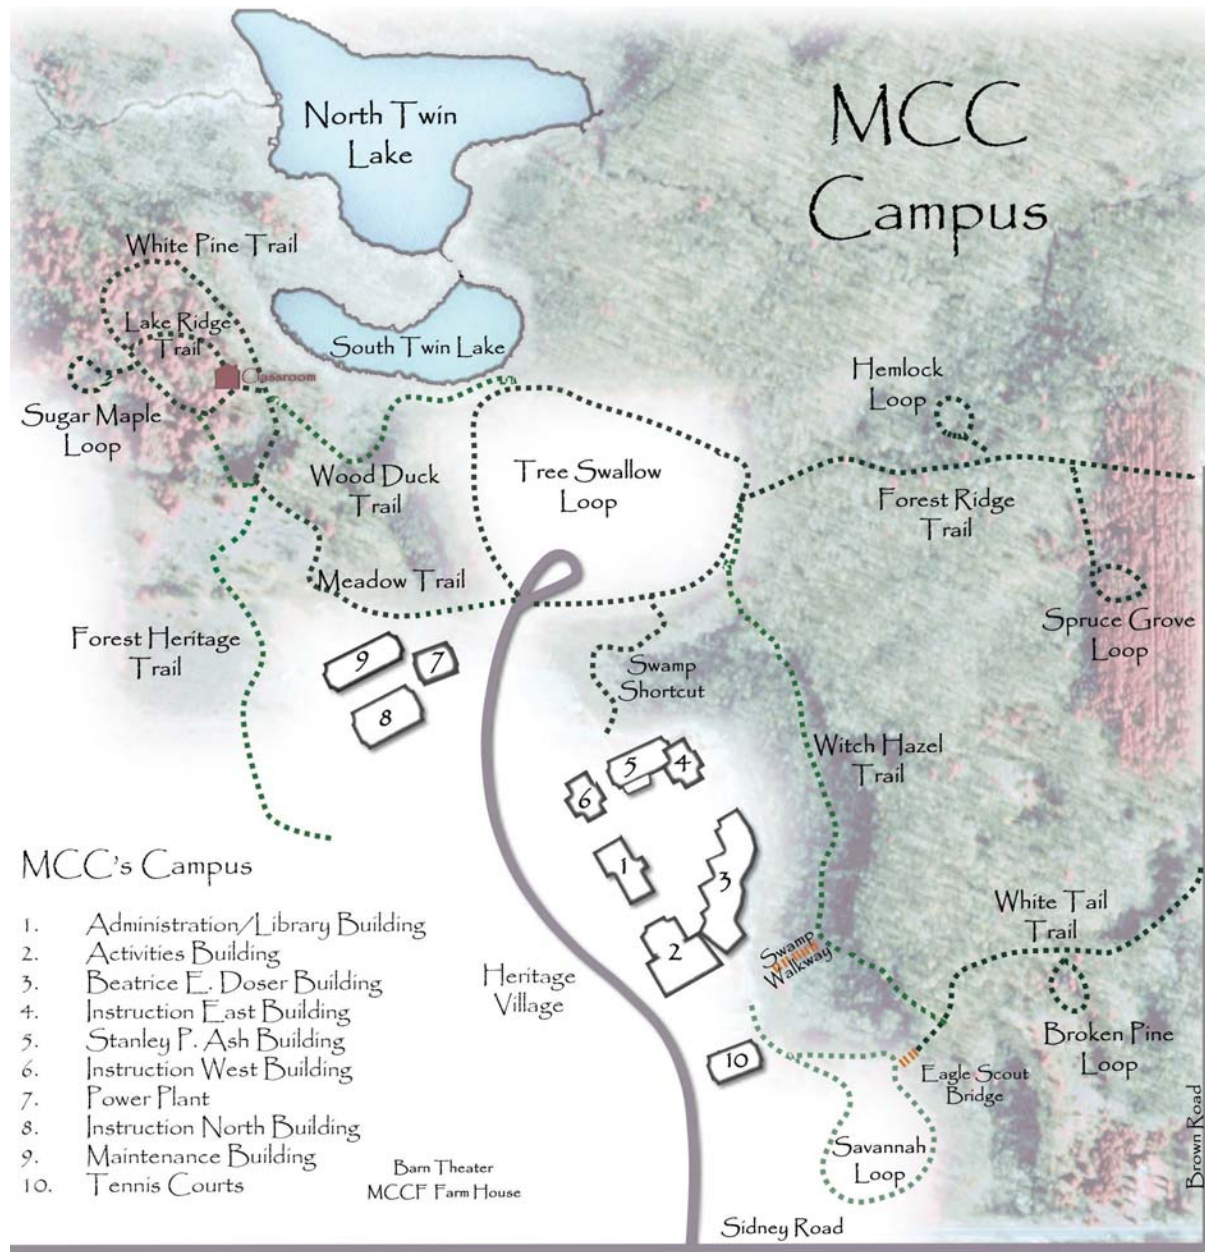 MCC
Campus
North Twin
Lake
White Pine Trail
Lake Ridge
Trail
South Twin Lake
Classroom
Sugar Maple
Loop
Hemlock
Loop
Wood Duck
Trail
Tree Swallow
Loop
Forest Ridge
Trail
Meadow Trail
Forest Heritage
Trail
Spruce Grove
Loop
Swamp
Shortcut
9
7
8
Witch Hazel
Trail
5
4
6
1
3
2
10
White Tail
Trail
Swamp
Walkway
Heritage
Village
Broken Pine
Loop
Eagle Scout
Bridge
Savannah
Loop
Brown Road
Sidney Road
MCC's Campus
1. Administration/Library Building
2. Activities Building
3. Beatrice E. Doser Building
4. Instruction East Building
5. Stanley P. Ash Building
6. Instruction West Building
7. Power Plant
8. Instruction North Building
9. Maintenance Building
10. Tennis Courts
Barn Theater
MCCF Farm House